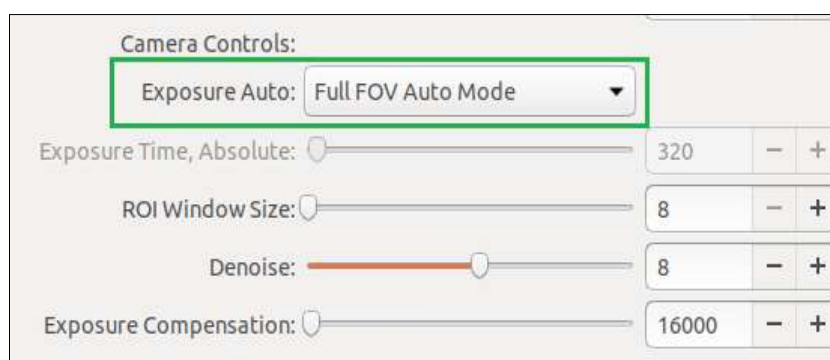 Camera Controls:
Exposure Auto: Full FOV Auto Mode
Exposure Time, Absolute: 320 − +
ROI Window Size: 8 − +
Denoise: 8 − +
Exposure Compensation: 16000 − +